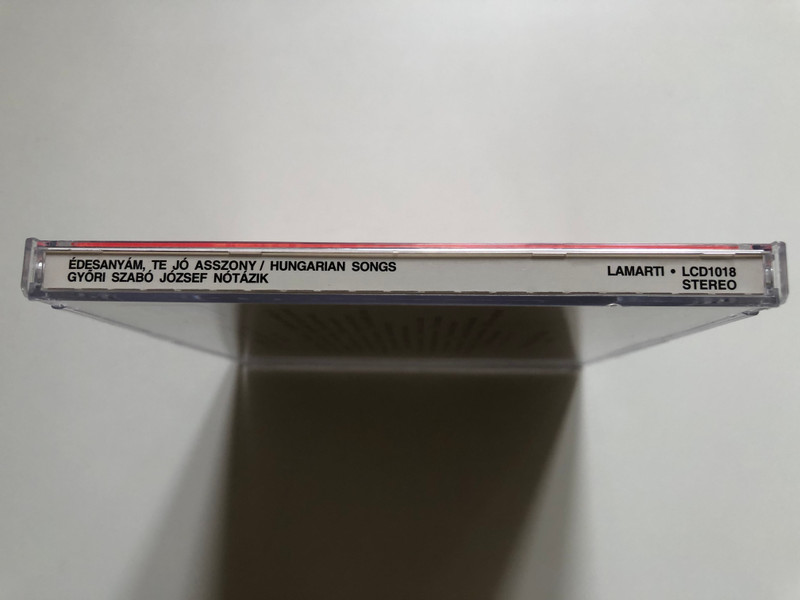 ÉDESANYÁM, TE JÓ ASSZONY / HUNGARIAN SONGS
GYŐRI SZABÓ JÓZSEF NÓTÁZIK
LAMARTI • LCD1018
STEREO